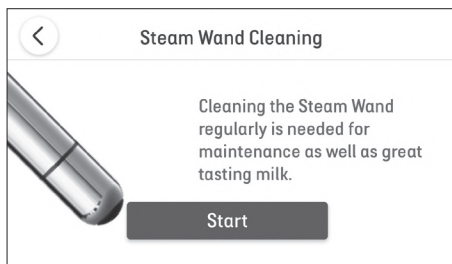 Steam Wand Cleaning
Cleaning the Steam Wand
regularly is needed for
maintenance as well as great
tasting milk.
Start